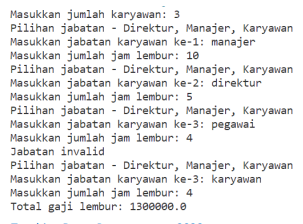 Masukkan jumlah karyawan: 3
Pilihan jabatan - Direktur, Manajer, Karyawan
Masukkan jabatan karyawan ke-1: manajer
Masukkan jumlah jam lembur: 10
Pilihan jabatan - Direktur, Manajer, Karyawan
Masukkan jabatan karyawan ke-2: direktur
Masukkan jumlah jam lembur: 5
Pilihan jabatan - Direktur, Manajer, Karyawan
Masukkan jabatan karyawan ke-3: pegawai
Masukkan jumlah jam lembur: 4
Jabatan invalid
Pilihan jabatan - Direktur, Manajer, Karyawan
Masukkan jabatan karyawan ke-3: karyawan
Masukkan jumlah jam lembur: 4
Total gaji lembur: 1300000.0